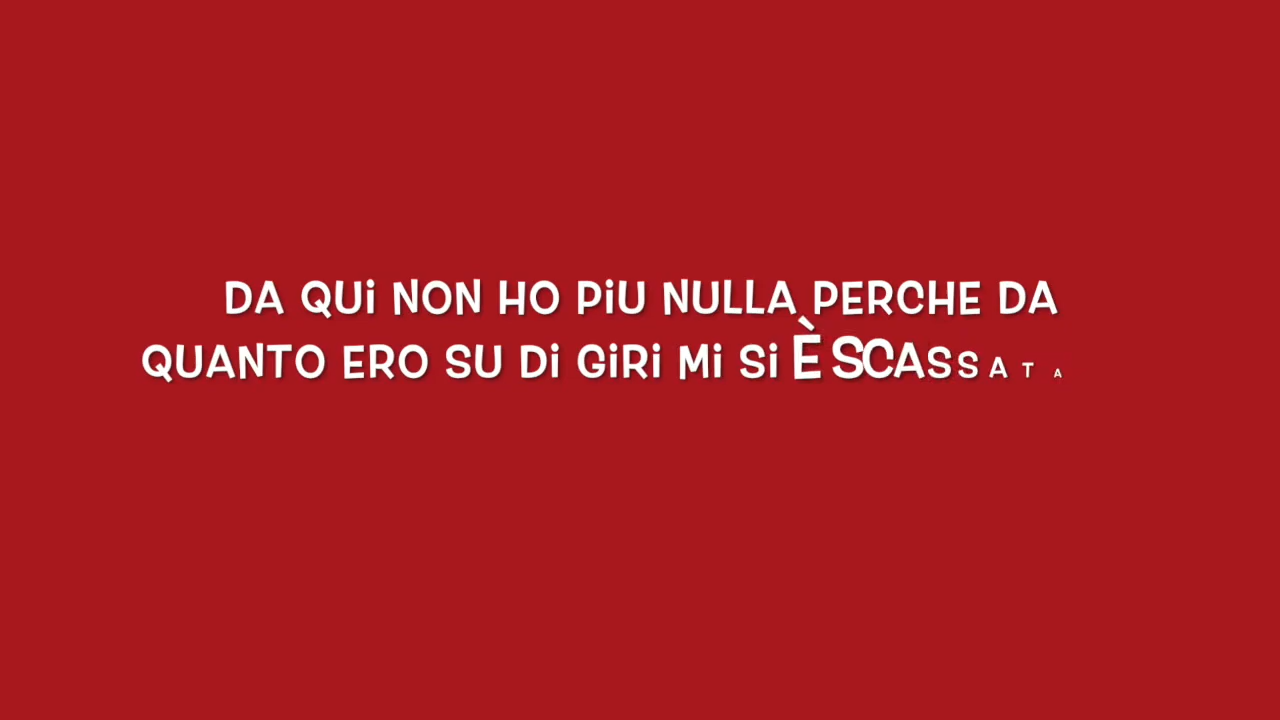 DA QUi NON HO PiU NULLA PERCHE DA
QUANTO ERO SU Di GiRi Mi Si È SCASSATA